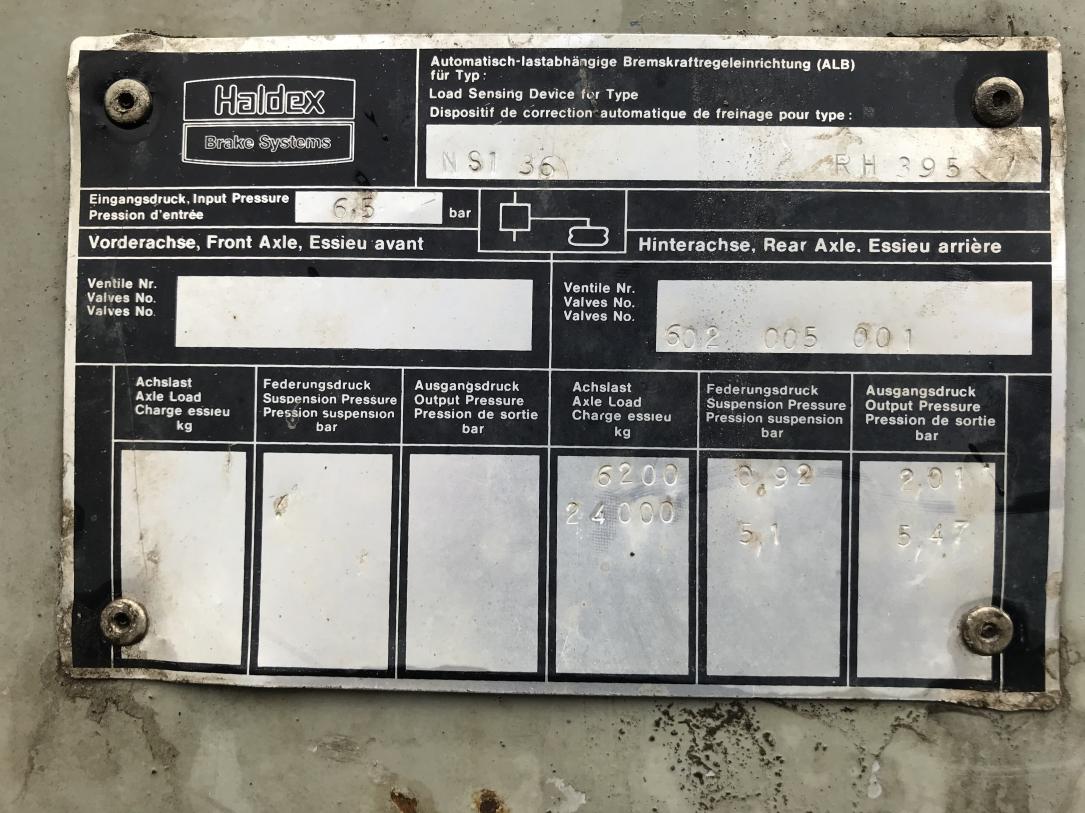 Haldex
Brake Systems
Automatisch-lastabhängige Bremskraftregeleinrichtung (ALB)
für Typ:
Load Sensing Device for Type
Dispositif de correction automatique de freinage pour type:
NS1 36 RH 395
Eingangsdruck, Input Pressure
Pression d'entrée
6,5 bar
Vorderachse, Front Axle, Essieu avant
Hinterachse, Rear Axle. Essieu arrière
Ventile Nr.
Valves No.
Valves No.
Ventile Nr.
Valves No.
Valves No.
602 005 001
Achslast
Axle Load
Charge essieu
kg
Federungsdruck
Suspension Pressure
Pression suspension
bar
Ausgangsdruck
Output Pressure
Pression de sortie
bar
Achslast
Axle Load
Charge essieu
kg
Federungsdruck
Suspension Pressure
Pression suspension
bar
Ausgangsdruck
Output Pressure
Pression de sortie
bar
6200 0,92 2,01
24000 5,1 5,47